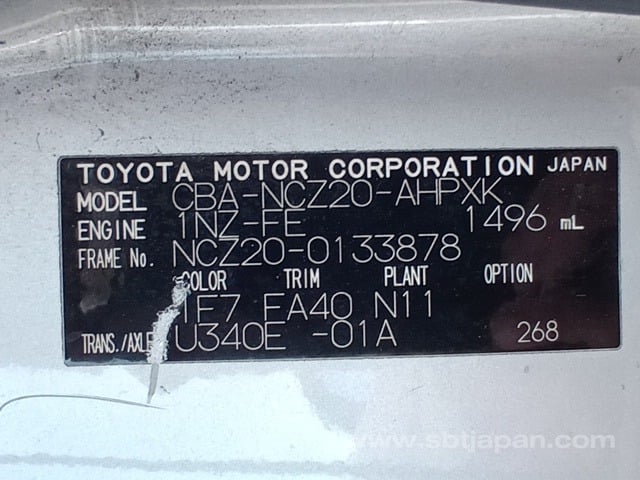 TOYOTA MOTOR CORPORATION JAPAN
MODEL CBA-NCZ20-AHPXK
ENGINE 1NZ-FE 1496 mL
FRAME No. NCZ20-0133878
COLOR TRIM PLANT OPTION
1F7 FA40 N11
TRANS./AXLE U340E -01A 268
www.sbtjapan.com